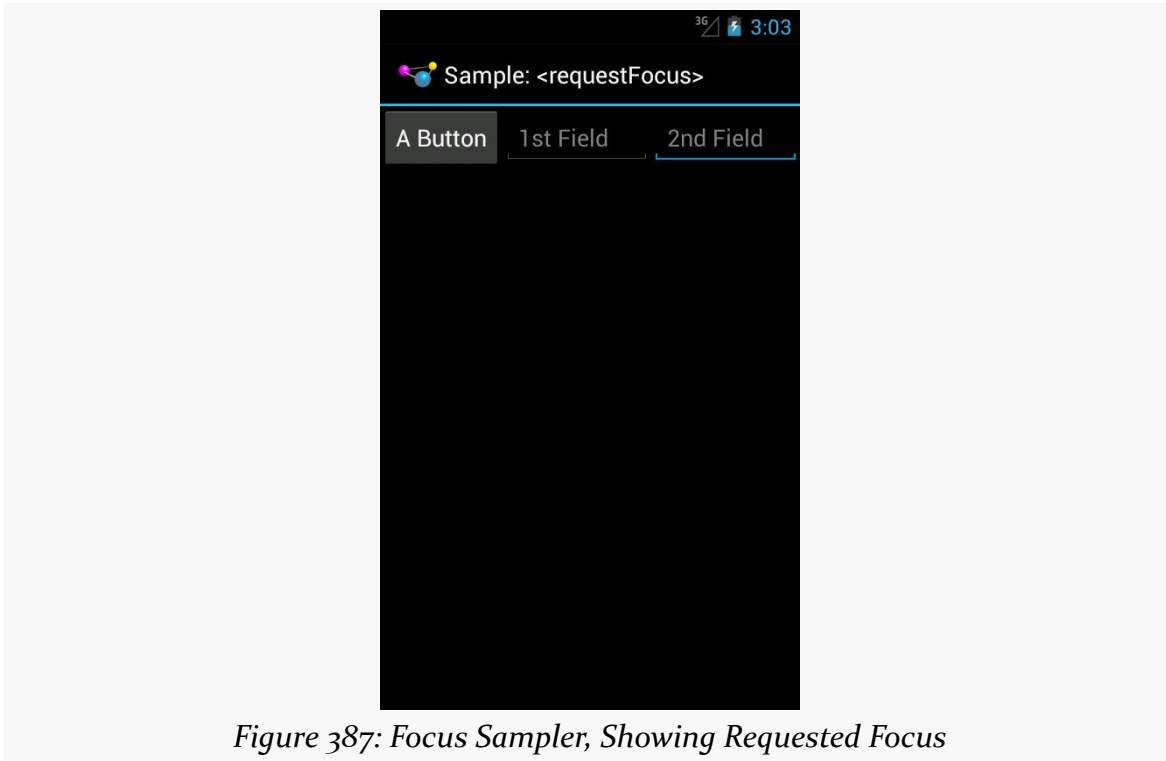 3G 3:03
Sample: <requestFocus>
A Button 1st Field 2nd Field
Figure 387: Focus Sampler, Showing Requested Focus